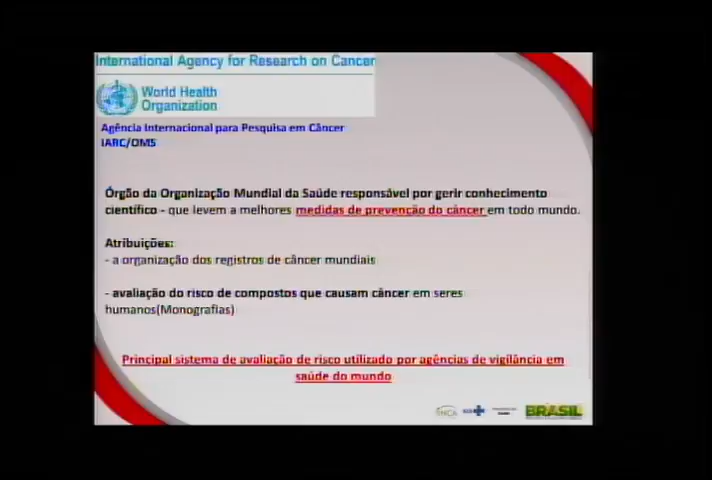 International Agency for Research on Cancer
World Health
Organization
Agência Internacional para Pesquisa em Câncer
IARC/OMS
Órgão da Organização Mundial da Saúde responsável por gerir conhecimento
científico - que levem a melhores medidas de prevenção do câncer em todo mundo.
Atribuições:
- a organização dos registros de câncer mundiais
- avaliação do risco de compostos que causam câncer em seres
humanos(Monografias)
Principal sistema de avaliação de risco utilizado por agências de vigilância em
saúde do mundo
INCA SUS BRASIL